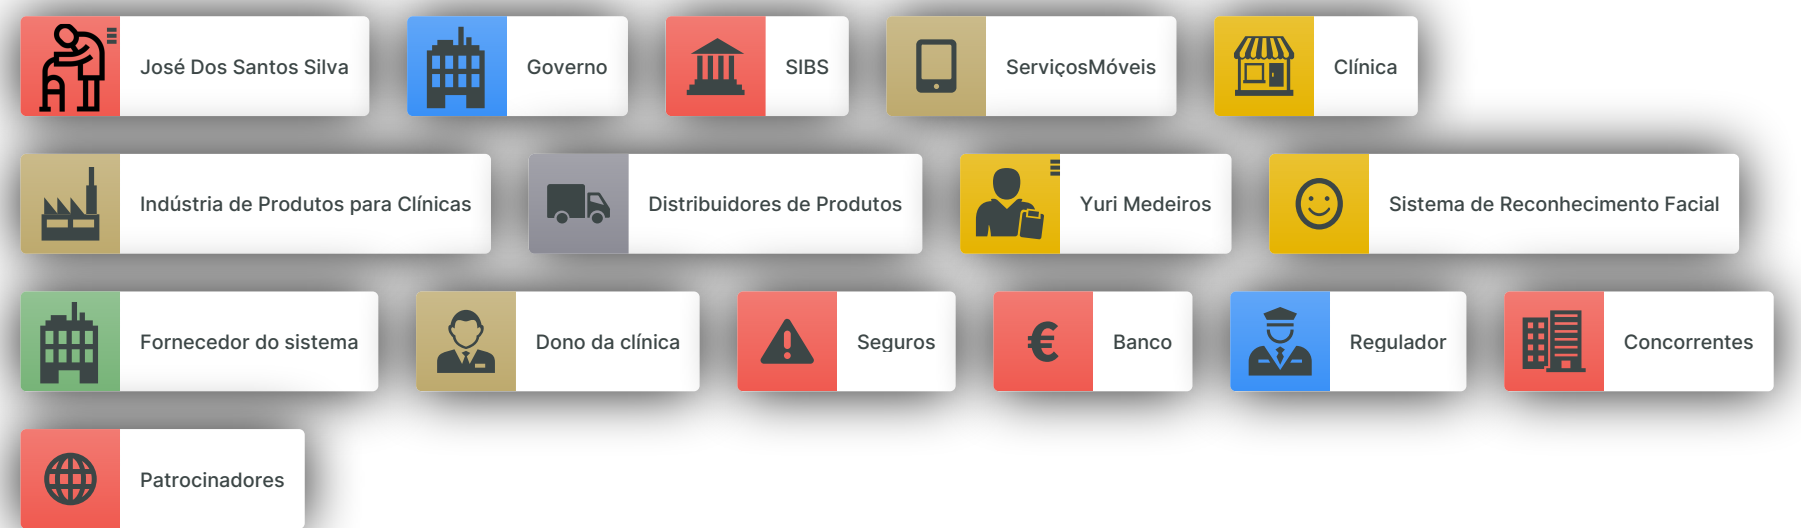 José Dos Santos Silva
Governo
SIBS
ServiçosMóveis
Clínica
Indústria de Produtos para Clínicas
Distribuidores de Produtos
Yuri Medeiros
Sistema de Reconhecimento Facial
Fornecedor do sistema
Dono da clínica
Seguros
€
Banco
Regulador
Concorrentes
Patrocinadores